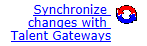 Synchronize
changes with
Talent Gateways